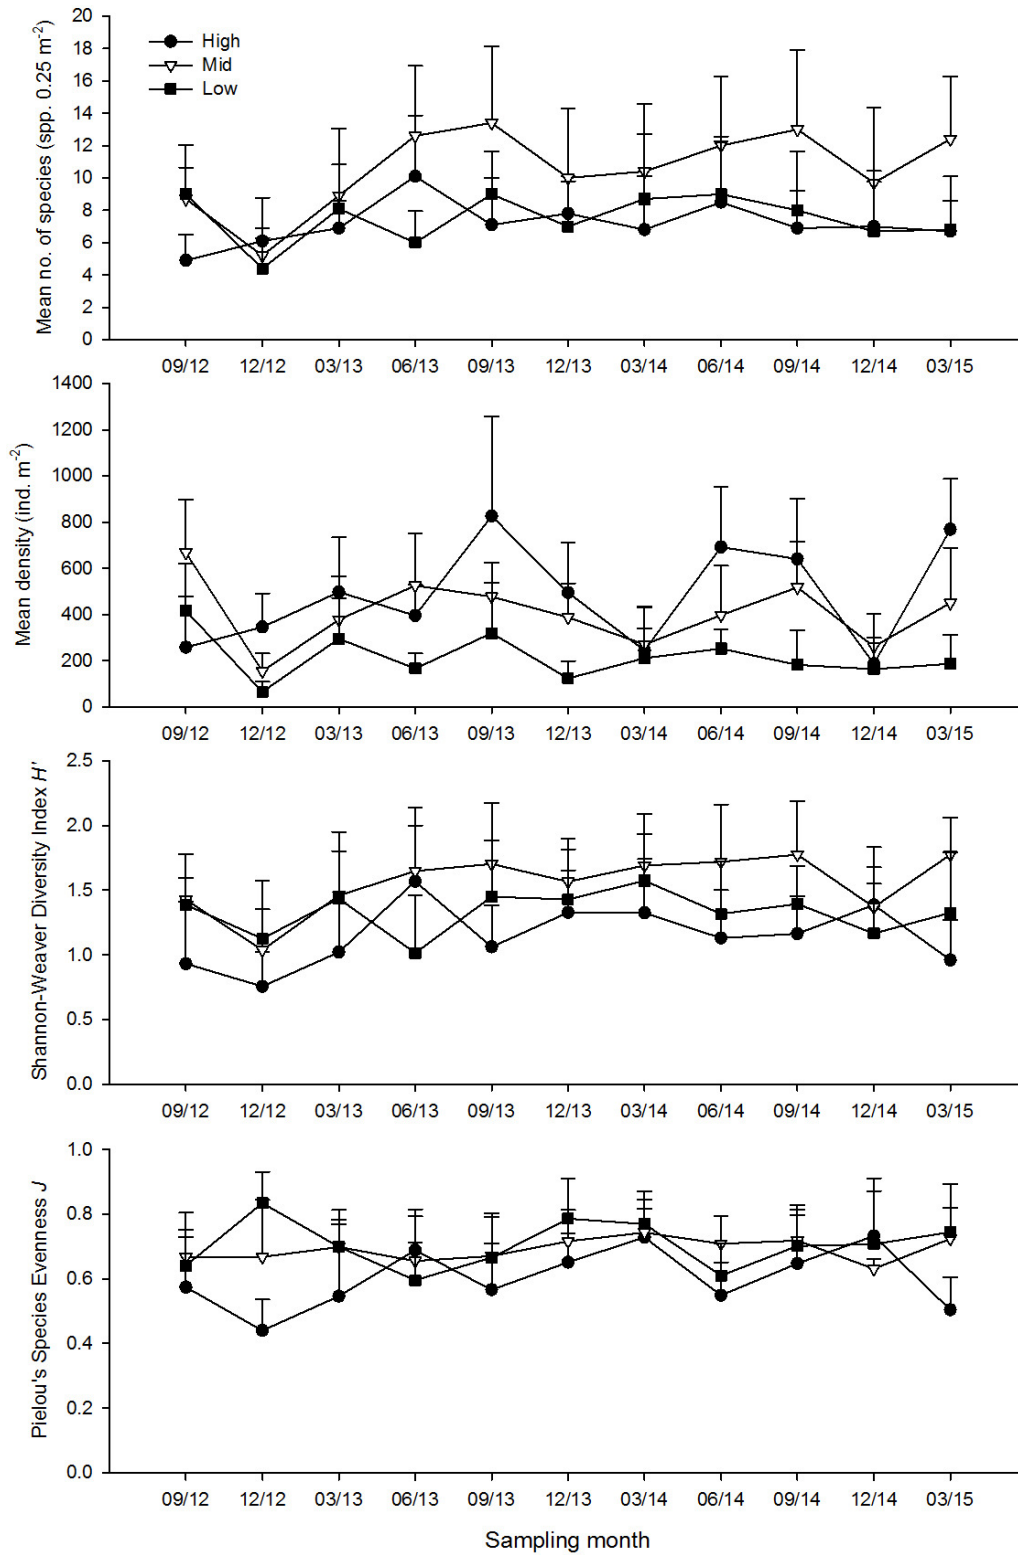 Mean no. of species (spp. 0.25 m-2)
20
18
16
14
12
10
8
6
4
2
0
High
Mid
Low
09/12 12/12 03/13 06/13 09/13 12/13 03/14 06/14 09/14 12/14 03/15
Mean density (ind. m-2)
1400
1200
1000
800
600
400
200
0
09/12 12/12 03/13 06/13 09/13 12/13 03/14 06/14 09/14 12/14 03/15
Shannon-Weaver Diversity Index H'
2.5
2.0
1.5
1.0
0.5
0.0
09/12 12/12 03/13 06/13 09/13 12/13 03/14 06/14 09/14 12/14 03/15
Pielou's Species Evenness J
1.0
0.8
0.6
0.4
0.2
0.0
09/12 12/12 03/13 06/13 09/13 12/13 03/14 06/14 09/14 12/14 03/15
Sampling month